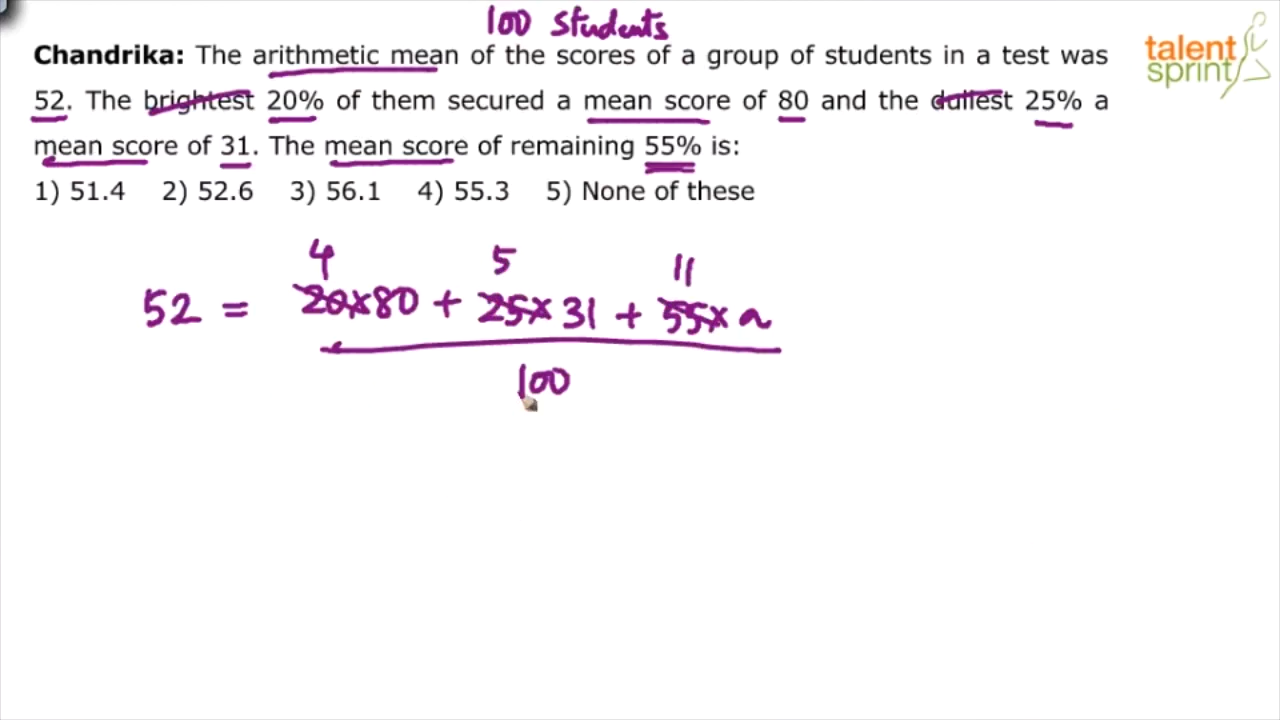 100 students
Chandrika: The arithmetic mean of the scores of a group of students in a test was
talent
sprint
52. The brightest 20% of them secured a mean score of 80 and the dullest 25% a
mean score of 31. The mean score of remaining 55% is:
1) 51.4 2) 52.6 3) 56.1 4) 55.3 5) None of these
4 5 11
52 = 20×80 + 25×31 + 55×a
100